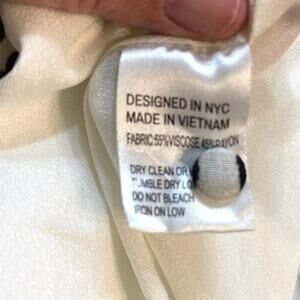 DESIGNED IN NYC
MADE IN VIETNAM
FABRIC:55%VISCOSE 45%RAYON
DRY CLEAN OR
TUMBLE DRY LO
DO NOT BLEACH
IRON ON LOW